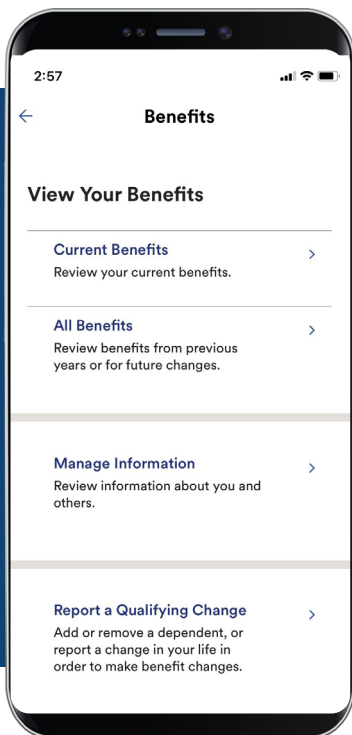 2:57
Benefits
View Your Benefits
Current Benefits
Review your current benefits.
All Benefits
Review benefits from previous
years or for future changes.
Manage Information
Review information about you and
others.
Report a Qualifying Change
Add or remove a dependent, or
report a change in your life in
order to make benefit changes.